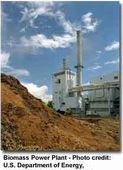 Biomass Power Plant - Photo credit:
U.S. Department of Energy,